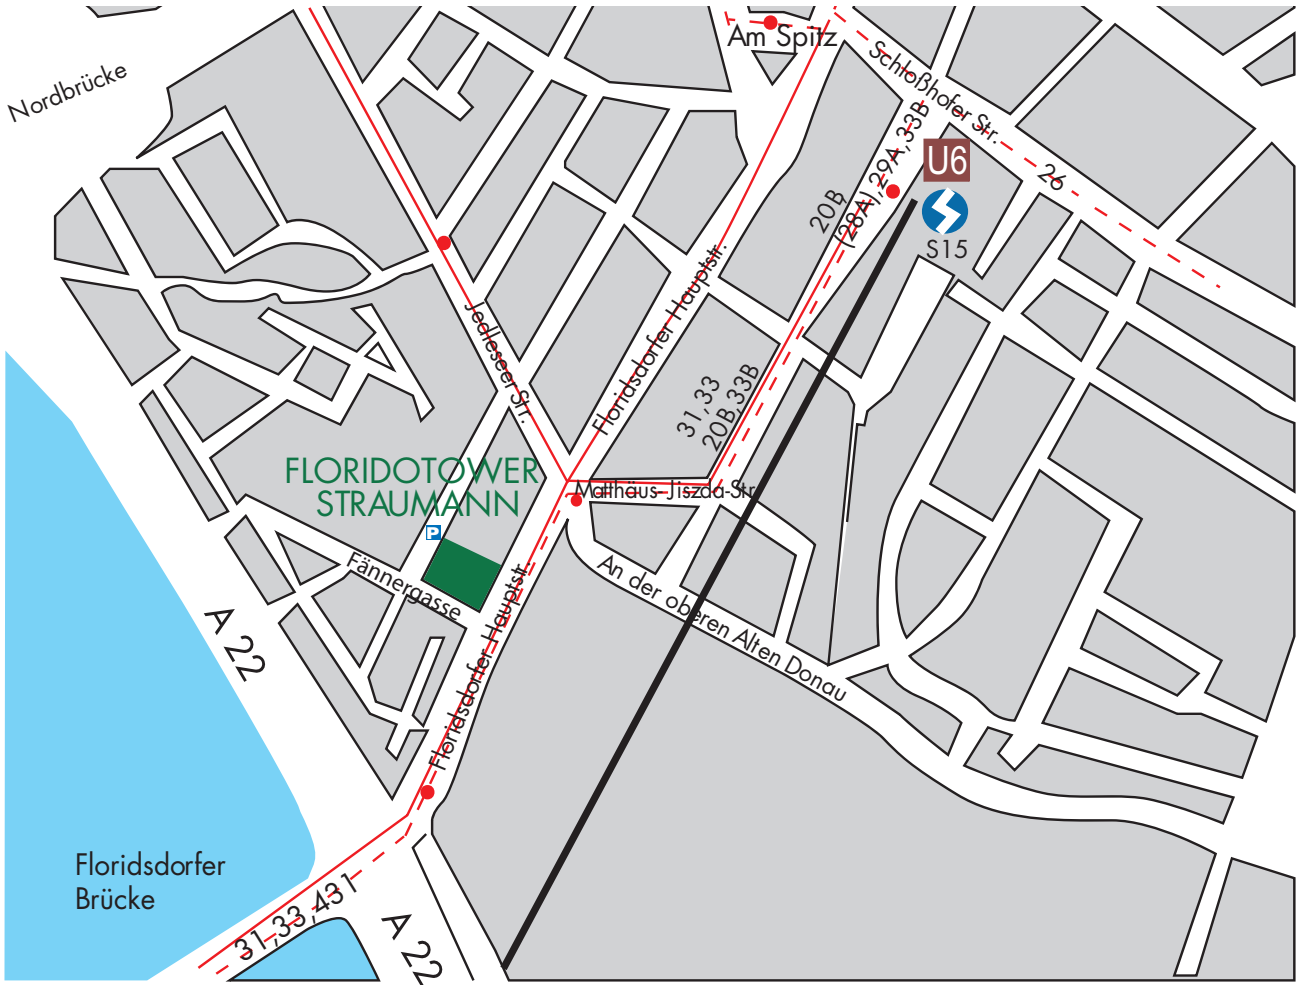 Am Spitz
Schloßhofer Str.
Nordbrücke
26
U6
20B
(28A),29A,33B
S15
Jedleseer Str.
Floridsdorfer Hauptstr.
31,33
20B,33B
FLORIDOTOWER
STRAUMANN
Matthäus-Jiszda-Str.
P
Fännergasse
An der oberen Alten Donau
Floridsdorfer Hauptstr.
A 22
Floridsdorfer
Brücke
31,33,431
A 22